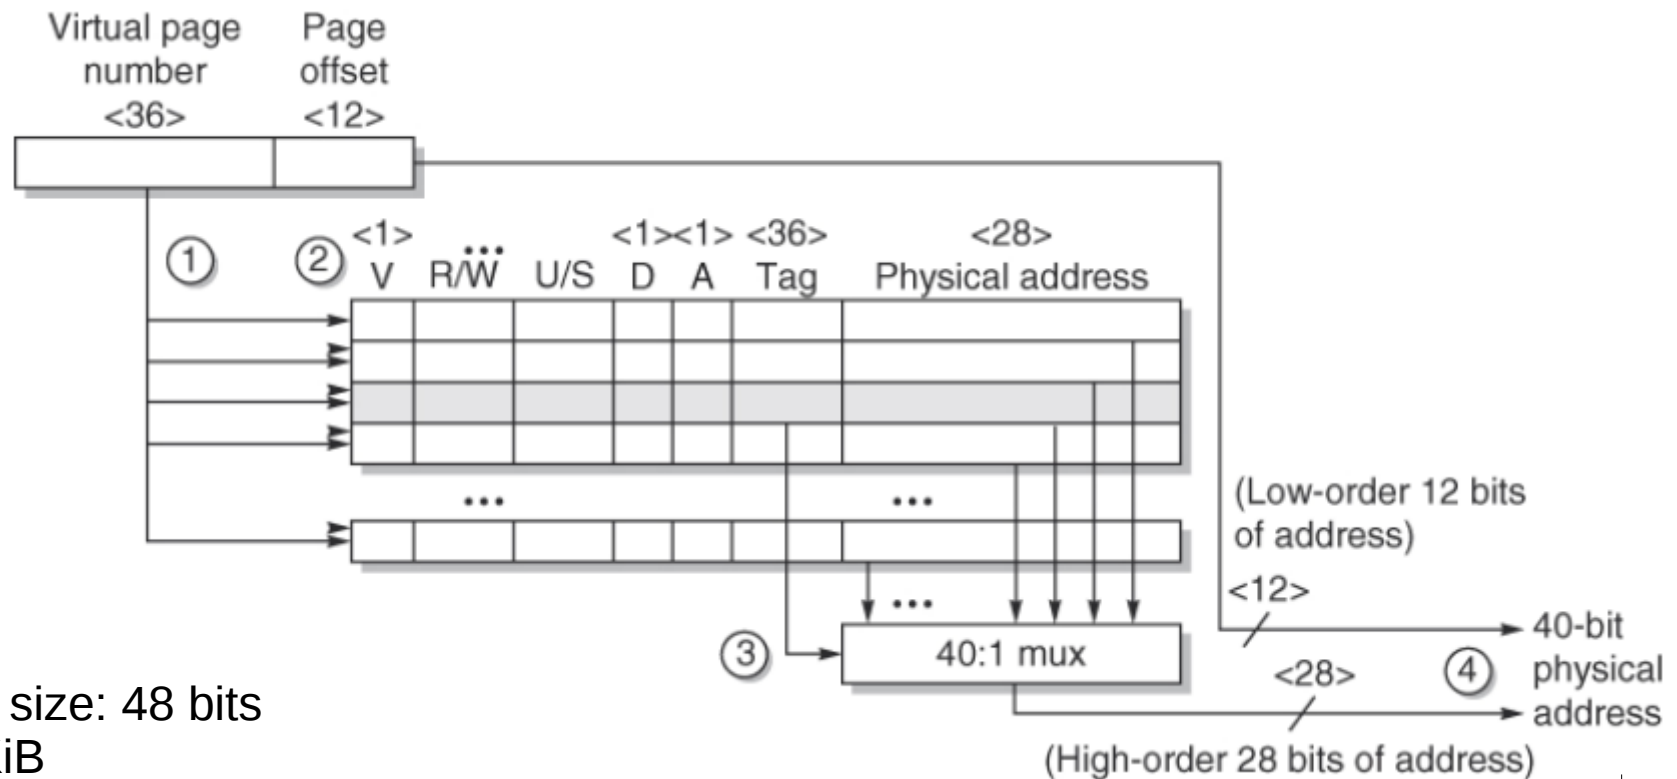 Virtual page number <36>
Page offset <12>
1
2
<1> V
... R/W
U/S
<1> D
<1> A
<36> Tag
<28> Physical address
... ...
...
3
40:1 mux
(Low-order 12 bits
of address)
<12>
<28>
4
40-bit
physical
address
(High-order 28 bits of address)
size: 48 bits
iB